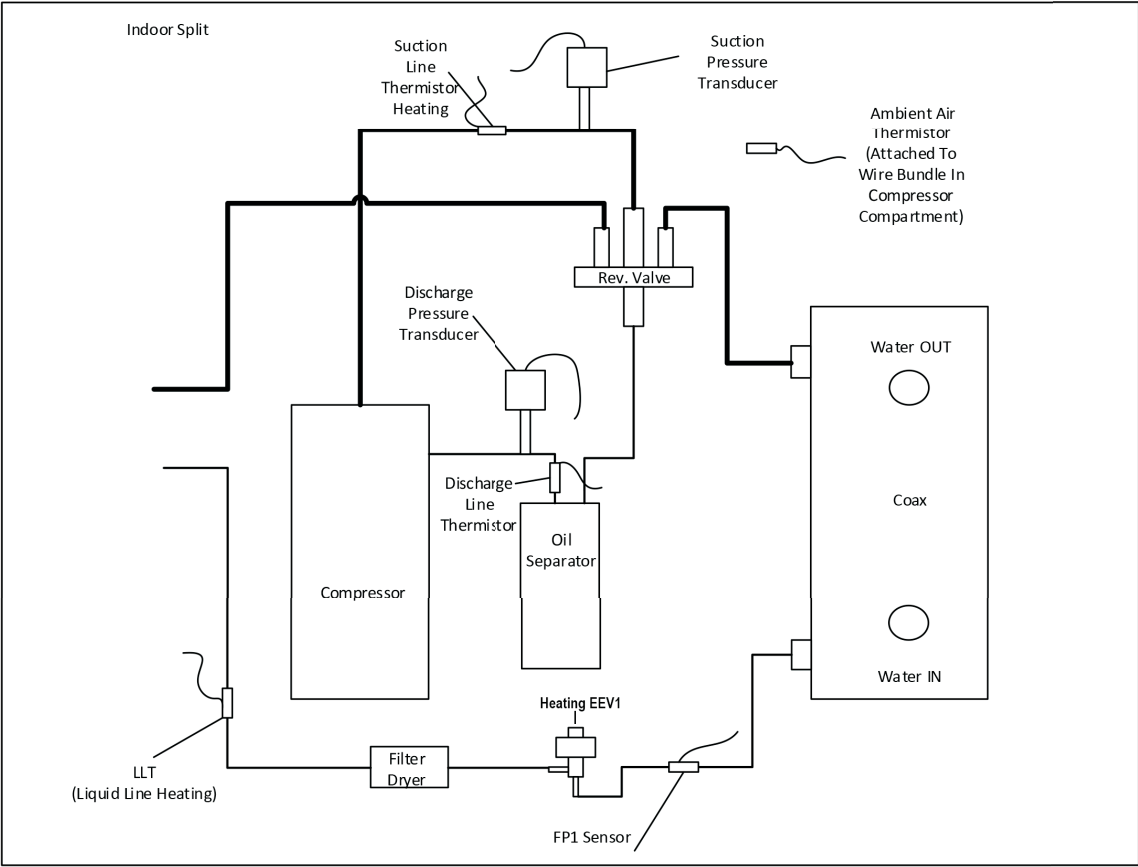 Indoor Split
Suction
Line
Thermistor
Heating
Suction
Pressure
Transducer
Ambient Air
Thermistor
(Attached To
Wire Bundle In
Compressor
Compartment)
Rev. Valve
Discharge
Pressure
Transducer
Water OUT
Discharge
Line
Thermistor
Coax
Oil
Separator
Compressor
Water IN
Heating EEV1
Filter
Dryer
LLT
(Liquid Line Heating)
FP1 Sensor